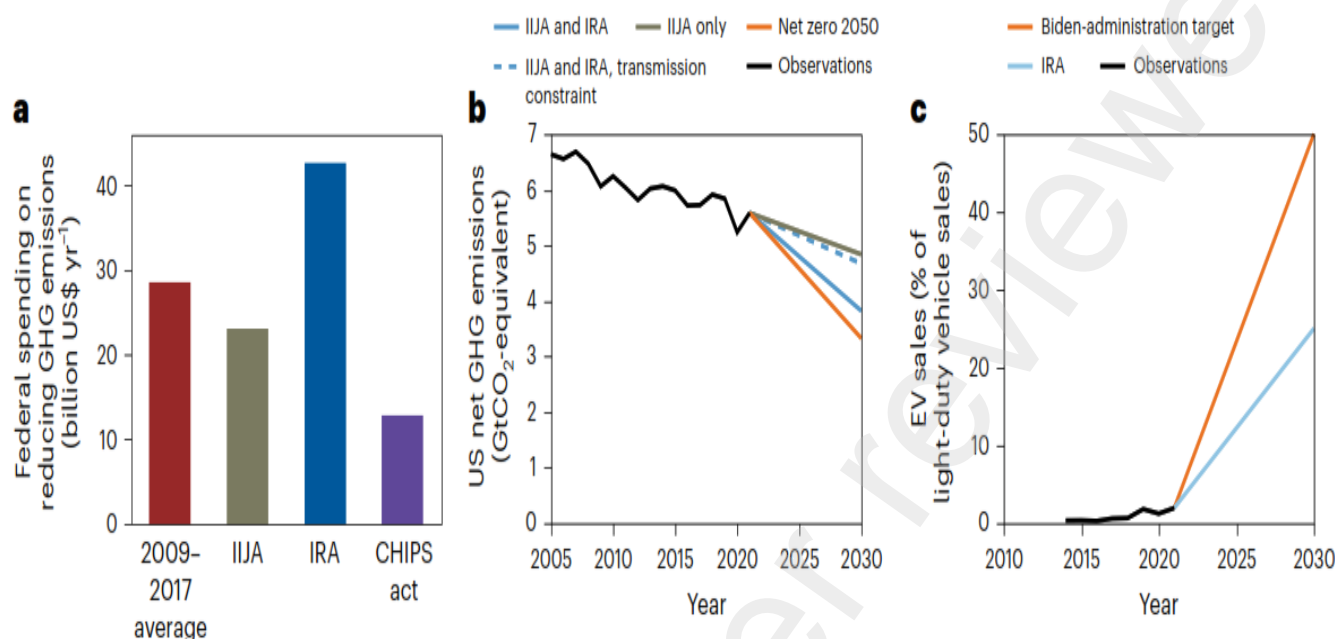 IIJA and IRA
IIJA only
Net zero 2050
IIJA and IRA, transmission
constraint
Observations
Biden-administration target
IRA
Observations
a
Federal spending on
reducing GHG emissions
(billion US$ yr⁻¹)
40
30
20
10
0
2009–
2017
average
IIJA
IRA
CHIPS
act
b
US net GHG emissions
(GtCO₂-equivalent)
7
6
5
4
3
2
1
0
2005 2010 2015 2020 2025 2030
Year
c
EV sales (% of
light-duty vehicle sales)
50
40
30
20
10
0
2010 2015 2020 2025 2030
Year
er reviewe